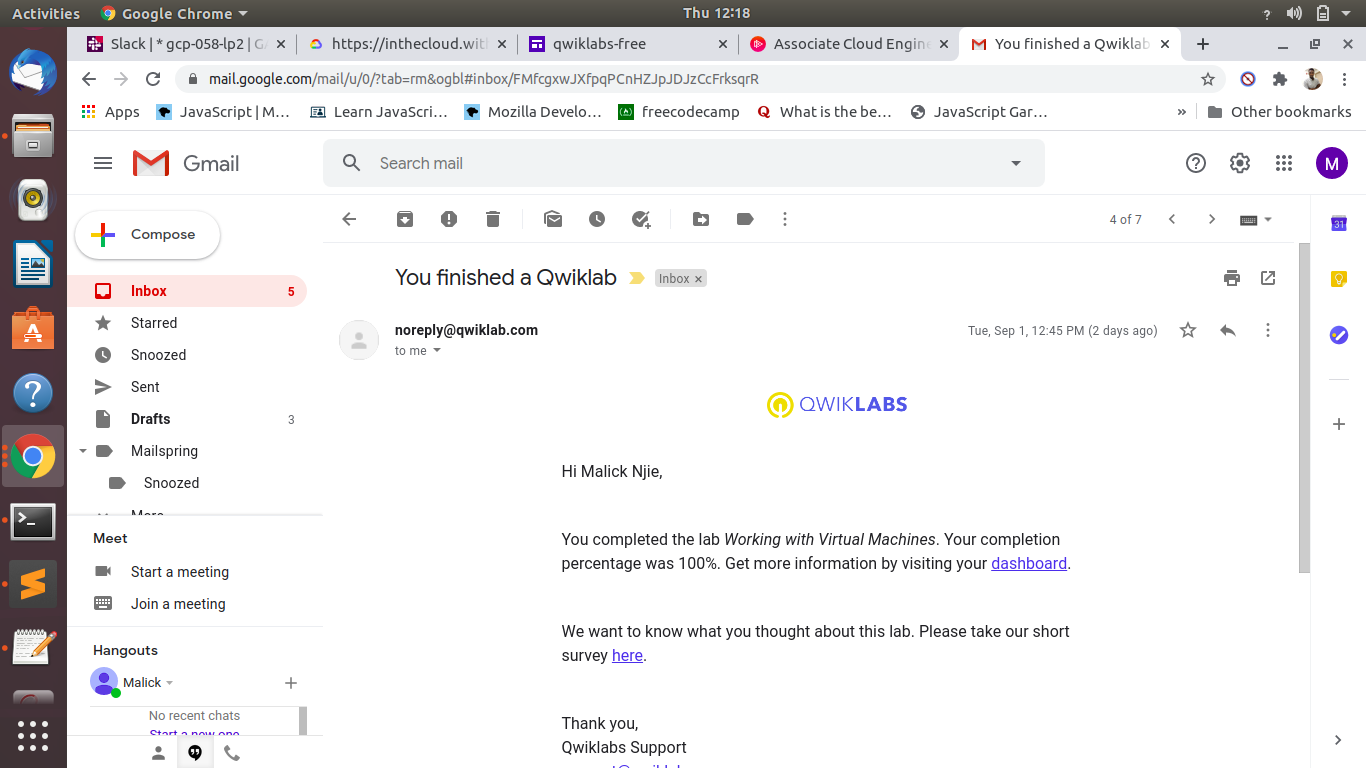 Activities
Google Chrome
Thu 12:18
Slack | * gcp-058-lp2 | G
https://inthecloud.wit
qwiklabs-free
Associate Cloud Engine
You finished a Qwiklab
mail.google.com/mail/u/0/?tab=rm&ogbl#inbox/FMfcgxwJXfpqPCnHZJpJDJzCcFrksqrR
Apps
JavaScript | M…
Learn JavaScri…
Mozilla Develo…
freecodecamp
What is the be…
JavaScript Gar…
»
Other bookmarks
Gmail
Search mail
M
Compose
4 of 7
31
Inbox
5
Starred
Snoozed
Sent
Drafts
3
Mailspring
Snoozed
More
Meet
Start a meeting
Join a meeting
Hangouts
Malick
No recent chats
Start a new one
You finished a Qwiklab
Inbox ×
noreply@qwiklab.com
Tue, Sep 1, 12:45 PM (2 days ago)
to me
QWIKLABS
Hi Malick Njie,
You completed the lab Working with Virtual Machines. Your completion
percentage was 100%. Get more information by visiting your dashboard.
We want to know what you thought about this lab. Please take our short
survey here.
Thank you,
Qwiklabs Support